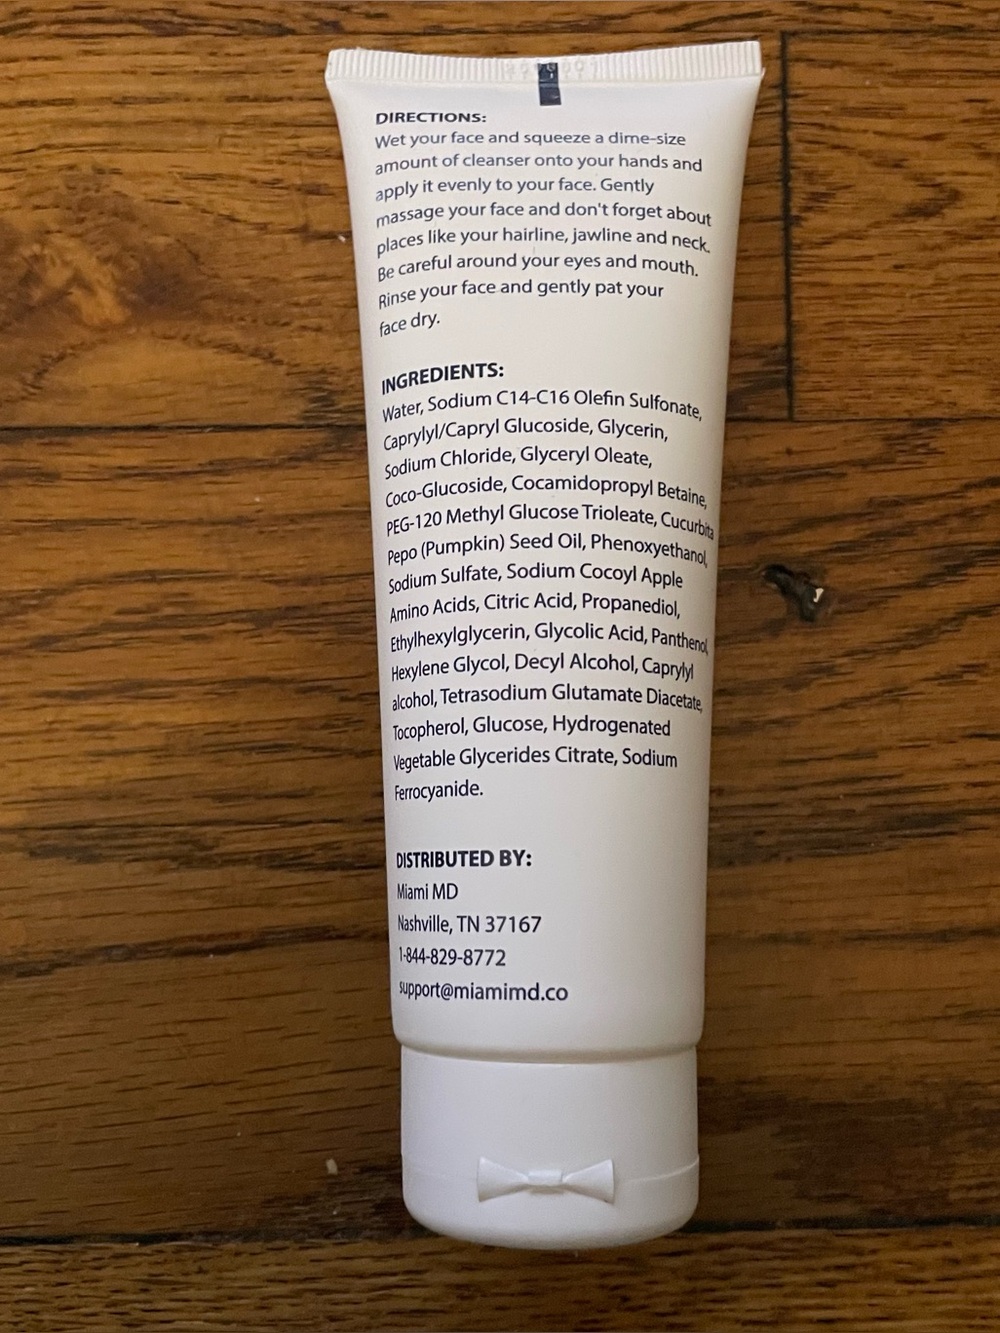 DIRECTIONS:
Wet your face and squeeze a dime-size
amount of cleanser onto your hands and
apply it evenly to your face. Gently
massage your face and don't forget about
places like your hairline, jawline and neck.
Be careful around your eyes and mouth.
Rinse your face and gently pat your
face dry.
INGREDIENTS:
Water, Sodium C14-C16 Olefin Sulfonate,
Caprylyl/Capryl Glucoside, Glycerin,
Sodium Chloride, Glyceryl Oleate,
Coco-Glucoside, Cocamidopropyl Betaine,
PEG-120 Methyl Glucose Trioleate, Cucurbita
Pepo (Pumpkin) Seed Oil, Phenoxyethanol,
Sodium Sulfate, Sodium Cocoyl Apple
Amino Acids, Citric Acid, Propanediol,
Ethylhexylglycerin, Glycolic Acid, Panthenol,
Hexylene Glycol, Decyl Alcohol, Caprylyl
alcohol, Tetrasodium Glutamate Diacetate,
Tocopherol, Glucose, Hydrogenated
Vegetable Glycerides Citrate, Sodium
Ferrocyanide.
DISTRIBUTED BY:
Miami MD
Nashville, TN 37167
1-844-829-8772
support@miamimd.co